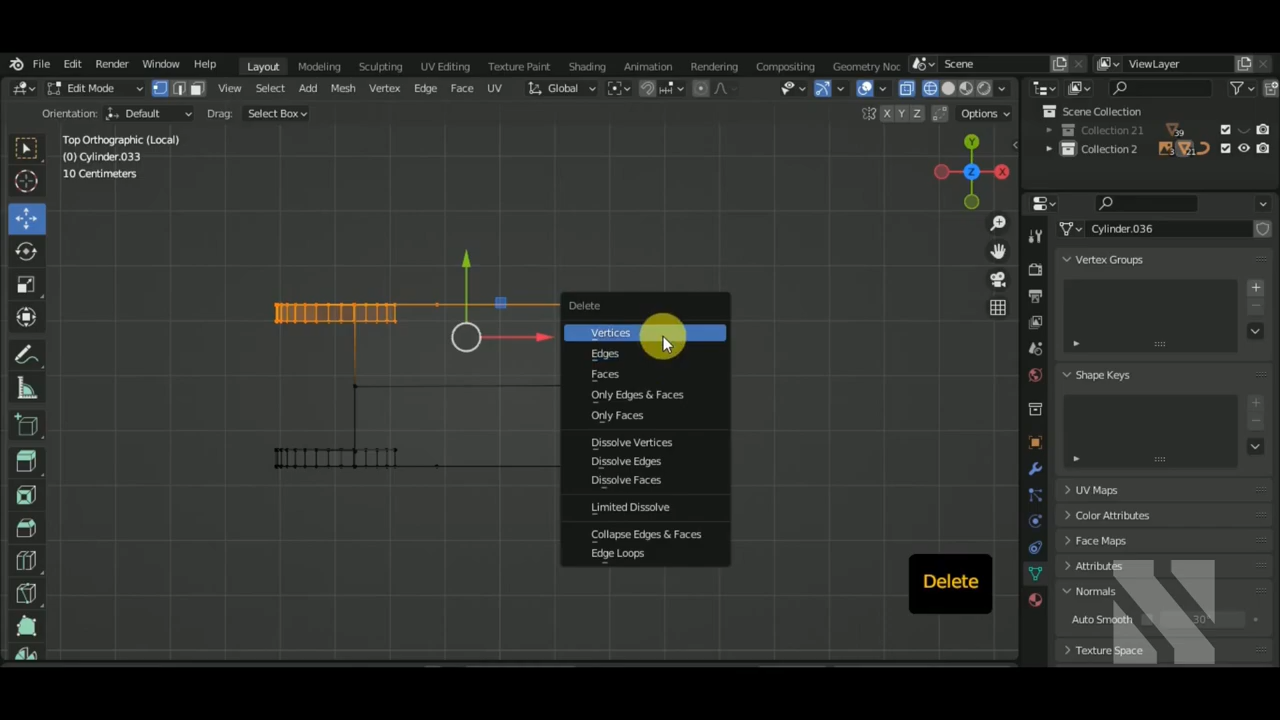 File Edit Render Window Help Layout Modeling Sculpting UV Editing Texture Paint Shading Animation Rendering Compositing Geometry Noc Scene ViewLayer
Edit Mode View Select Add Mesh Vertex Edge Face UV Global
Orientation: Default Drag: Select Box X Y Z Options
Top Orthographic (Local)
(0) Cylinder.033
10 Centimeters
Y
X
Z
Delete
Vertices
Edges
Faces
Only Edges & Faces
Only Faces
Dissolve Vertices
Dissolve Edges
Dissolve Faces
Limited Dissolve
Collapse Edges & Faces
Edge Loops
Delete
Scene Collection
Collection 21 39
Collection 2 3 21
Cylinder.036
Vertex Groups
Shape Keys
UV Maps
Color Attributes
Face Maps
Attributes
Normals
Auto Smooth 30°
Texture Space